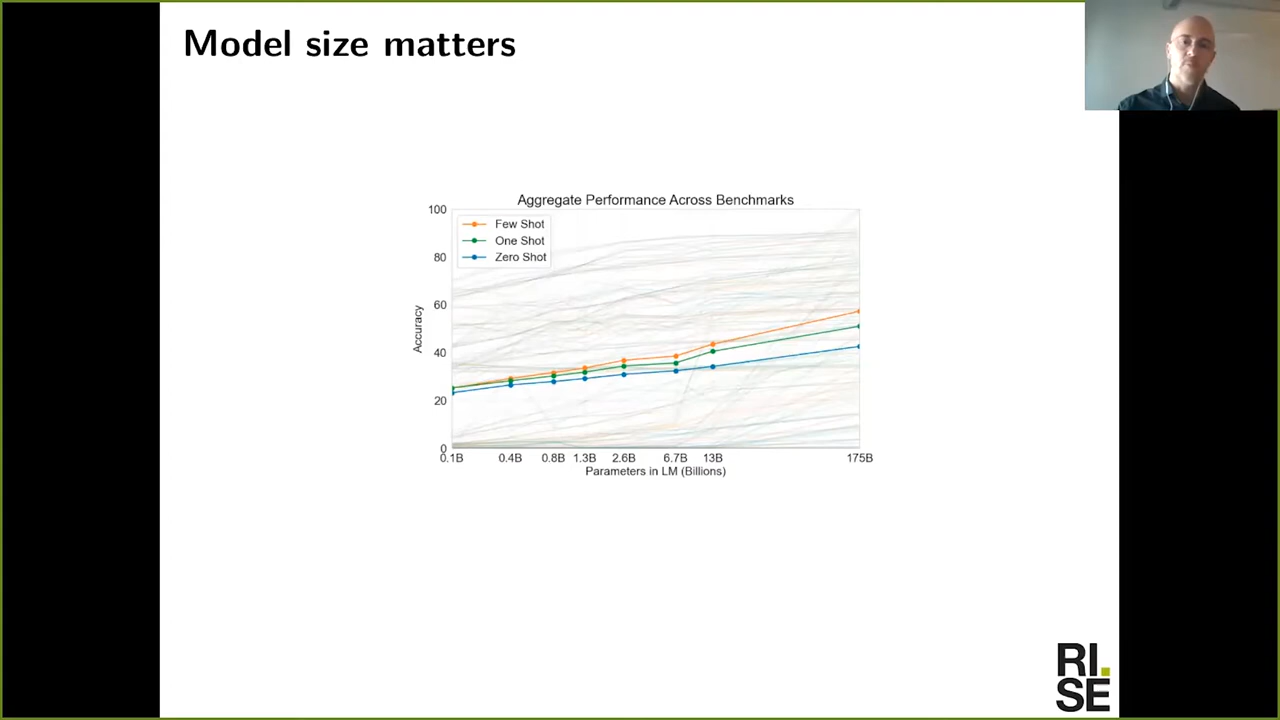 Model size matters
Aggregate Performance Across Benchmarks
Few Shot
One Shot
Zero Shot
Accuracy
100
80
60
40
20
0
0.1B 0.4B 0.8B 1.3B 2.6B 6.7B 13B 175B
Parameters in LM (Billions)
RI.
SE